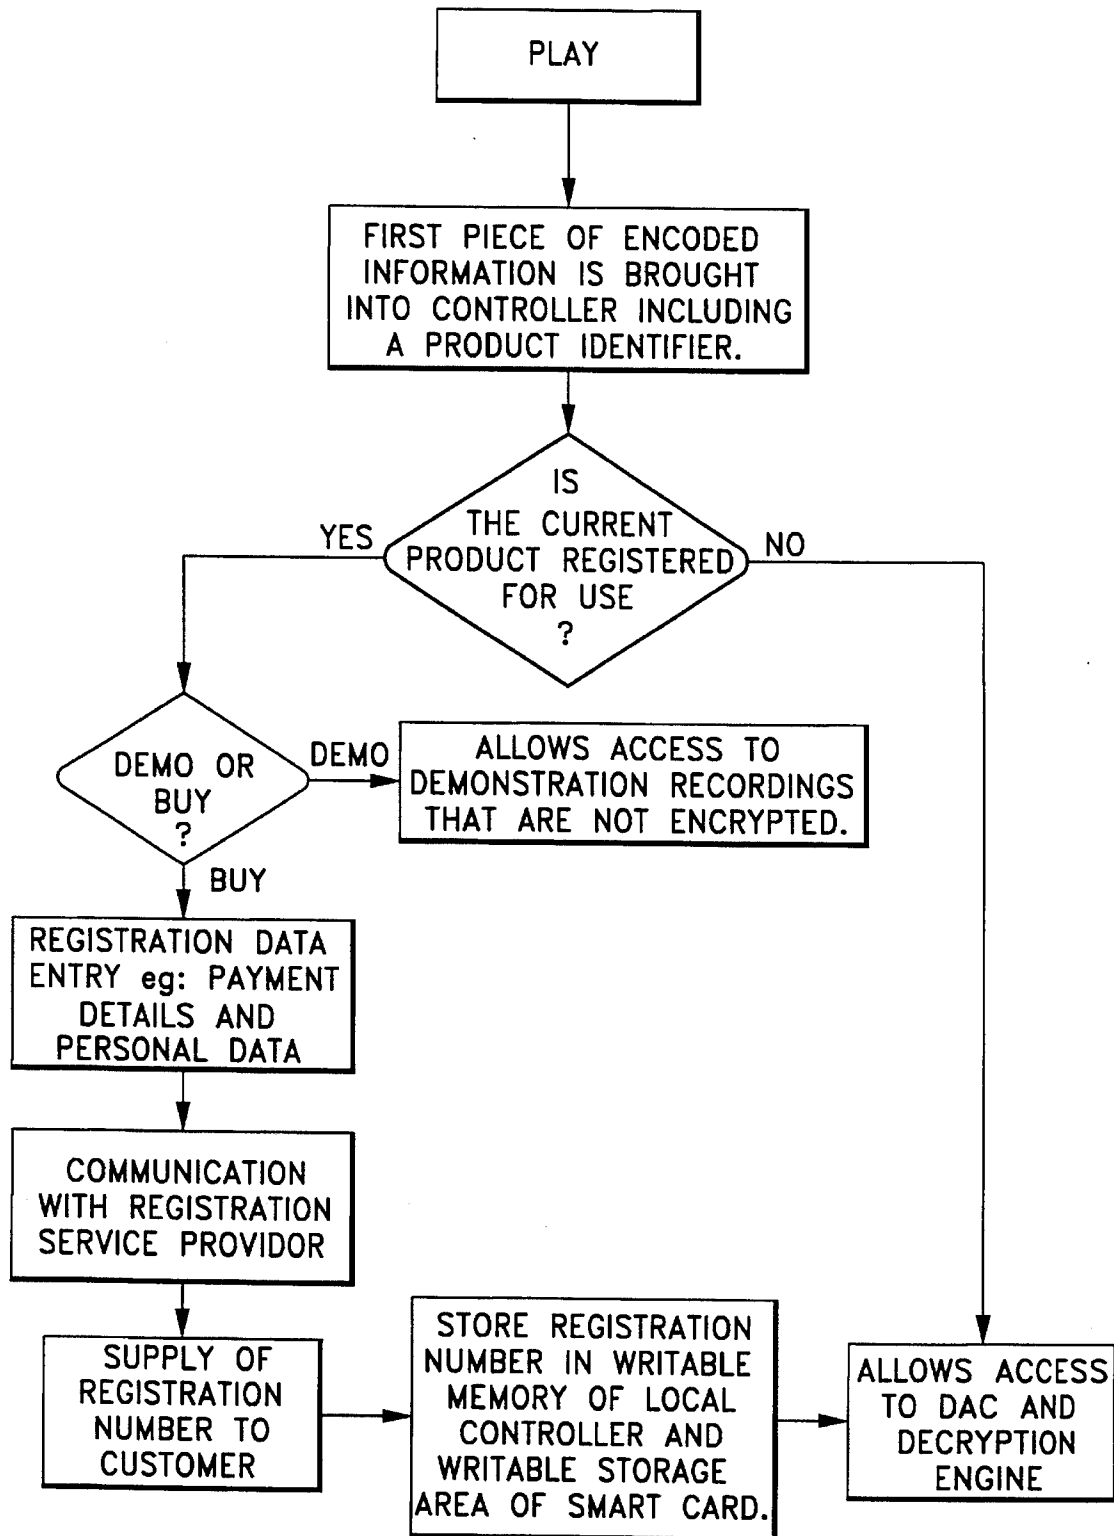 PLAY
FIRST PIECE OF ENCODED
INFORMATION IS BROUGHT
INTO CONTROLLER INCLUDING
A PRODUCT IDENTIFIER.
IS
THE CURRENT
PRODUCT REGISTERED
FOR USE
?
YES
NO
DEMO OR
BUY
?
DEMO
ALLOWS ACCESS TO
DEMONSTRATION RECORDINGS
THAT ARE NOT ENCRYPTED.
BUY
REGISTRATION DATA
ENTRY eg: PAYMENT
DETAILS AND
PERSONAL DATA
COMMUNICATION
WITH REGISTRATION
SERVICE PROVIDOR
SUPPLY OF
REGISTRATION
NUMBER TO
CUSTOMER
STORE REGISTRATION
NUMBER IN WRITABLE
MEMORY OF LOCAL
CONTROLLER AND
WRITABLE STORAGE
AREA OF SMART CARD.
ALLOWS ACCESS
TO DAC AND
DECRYPTION
ENGINE